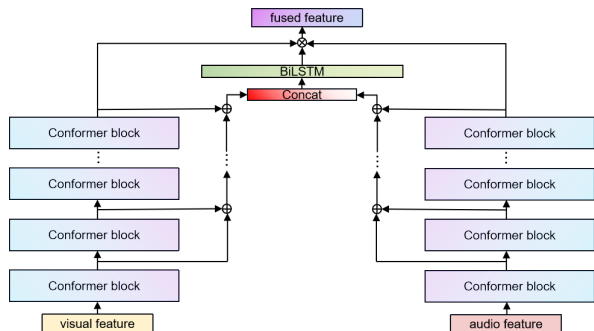 fused feature
BiLSTM
Concat
Conformer block
Conformer block
Conformer block
Conformer block
Conformer block
Conformer block
Conformer block
Conformer block
visual feature
audio feature